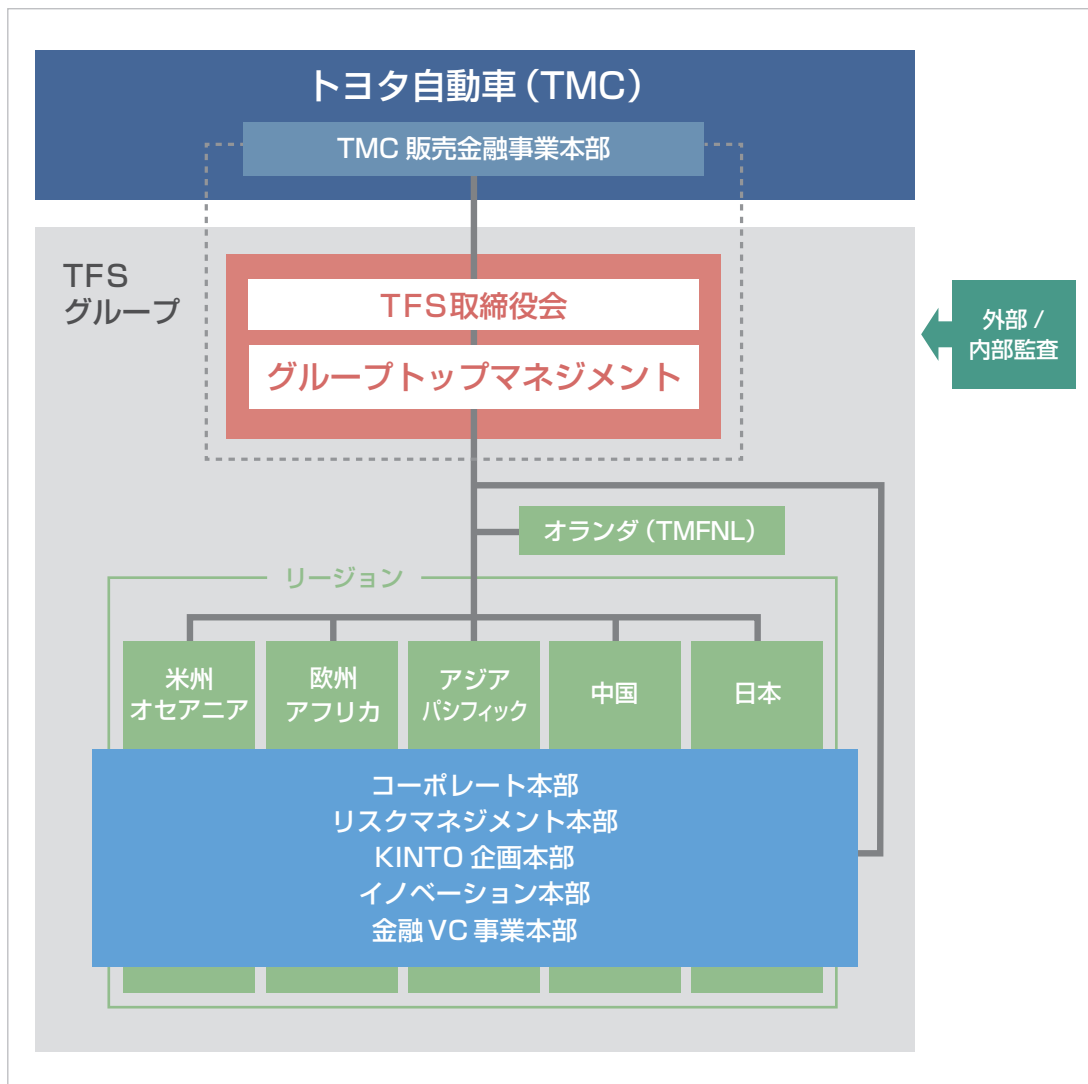 トヨタ自動車（TMC）
TMC 販売金融事業本部
TFS
グループ
TFS取締役会
グループトップマネジメント
外部 /
内部監査
オランダ（TMFNL）
リージョン
米州
オセアニア
欧州
アフリカ
アジア
パシフィック
中国
日本
コーポレート本部
リスクマネジメント本部
KINTO 企画本部
イノベーション本部
金融 VC 事業本部